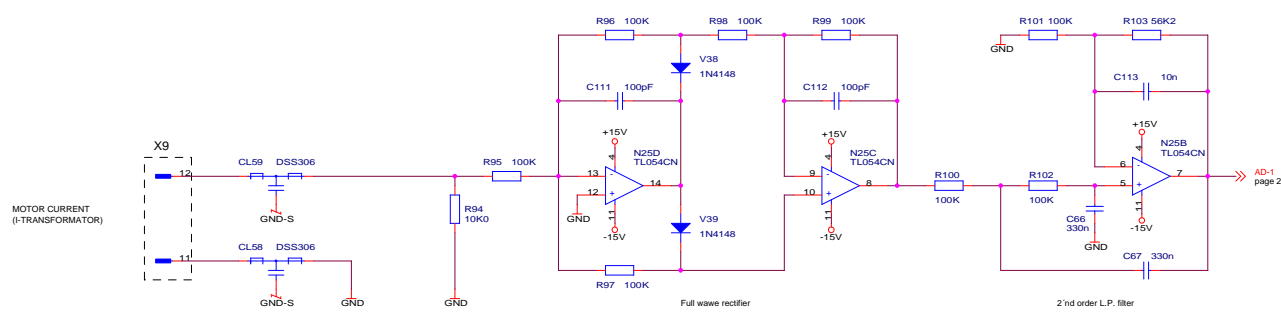 R96 100K
R98 100K
R99 100K
R101 100K
R103 56K2
GND
V38
1N4148
C111 100pF
C112 100pF
C113 10n
+15V
+15V
+15V
X9
N25D
TL054CN
N25C
TL054CN
N25B
TL054CN
CL59 DSS306
R95 100K
12
4
13
12
14
11
4
9
10
8
11
4
6
5
7
11
AD-1
page 2
R100
100K
R102
100K
MOTOR CURRENT
(I-TRANSFORMATOR)
GND-S
R94
10K0
GND
V39
1N4148
-15V
-15V
-15V
C66
330n
GND
11
CL58 DSS306
C67 330n
R97 100K
GND-S
GND
GND
Full wawe rectifier
2´nd order L.P. filter